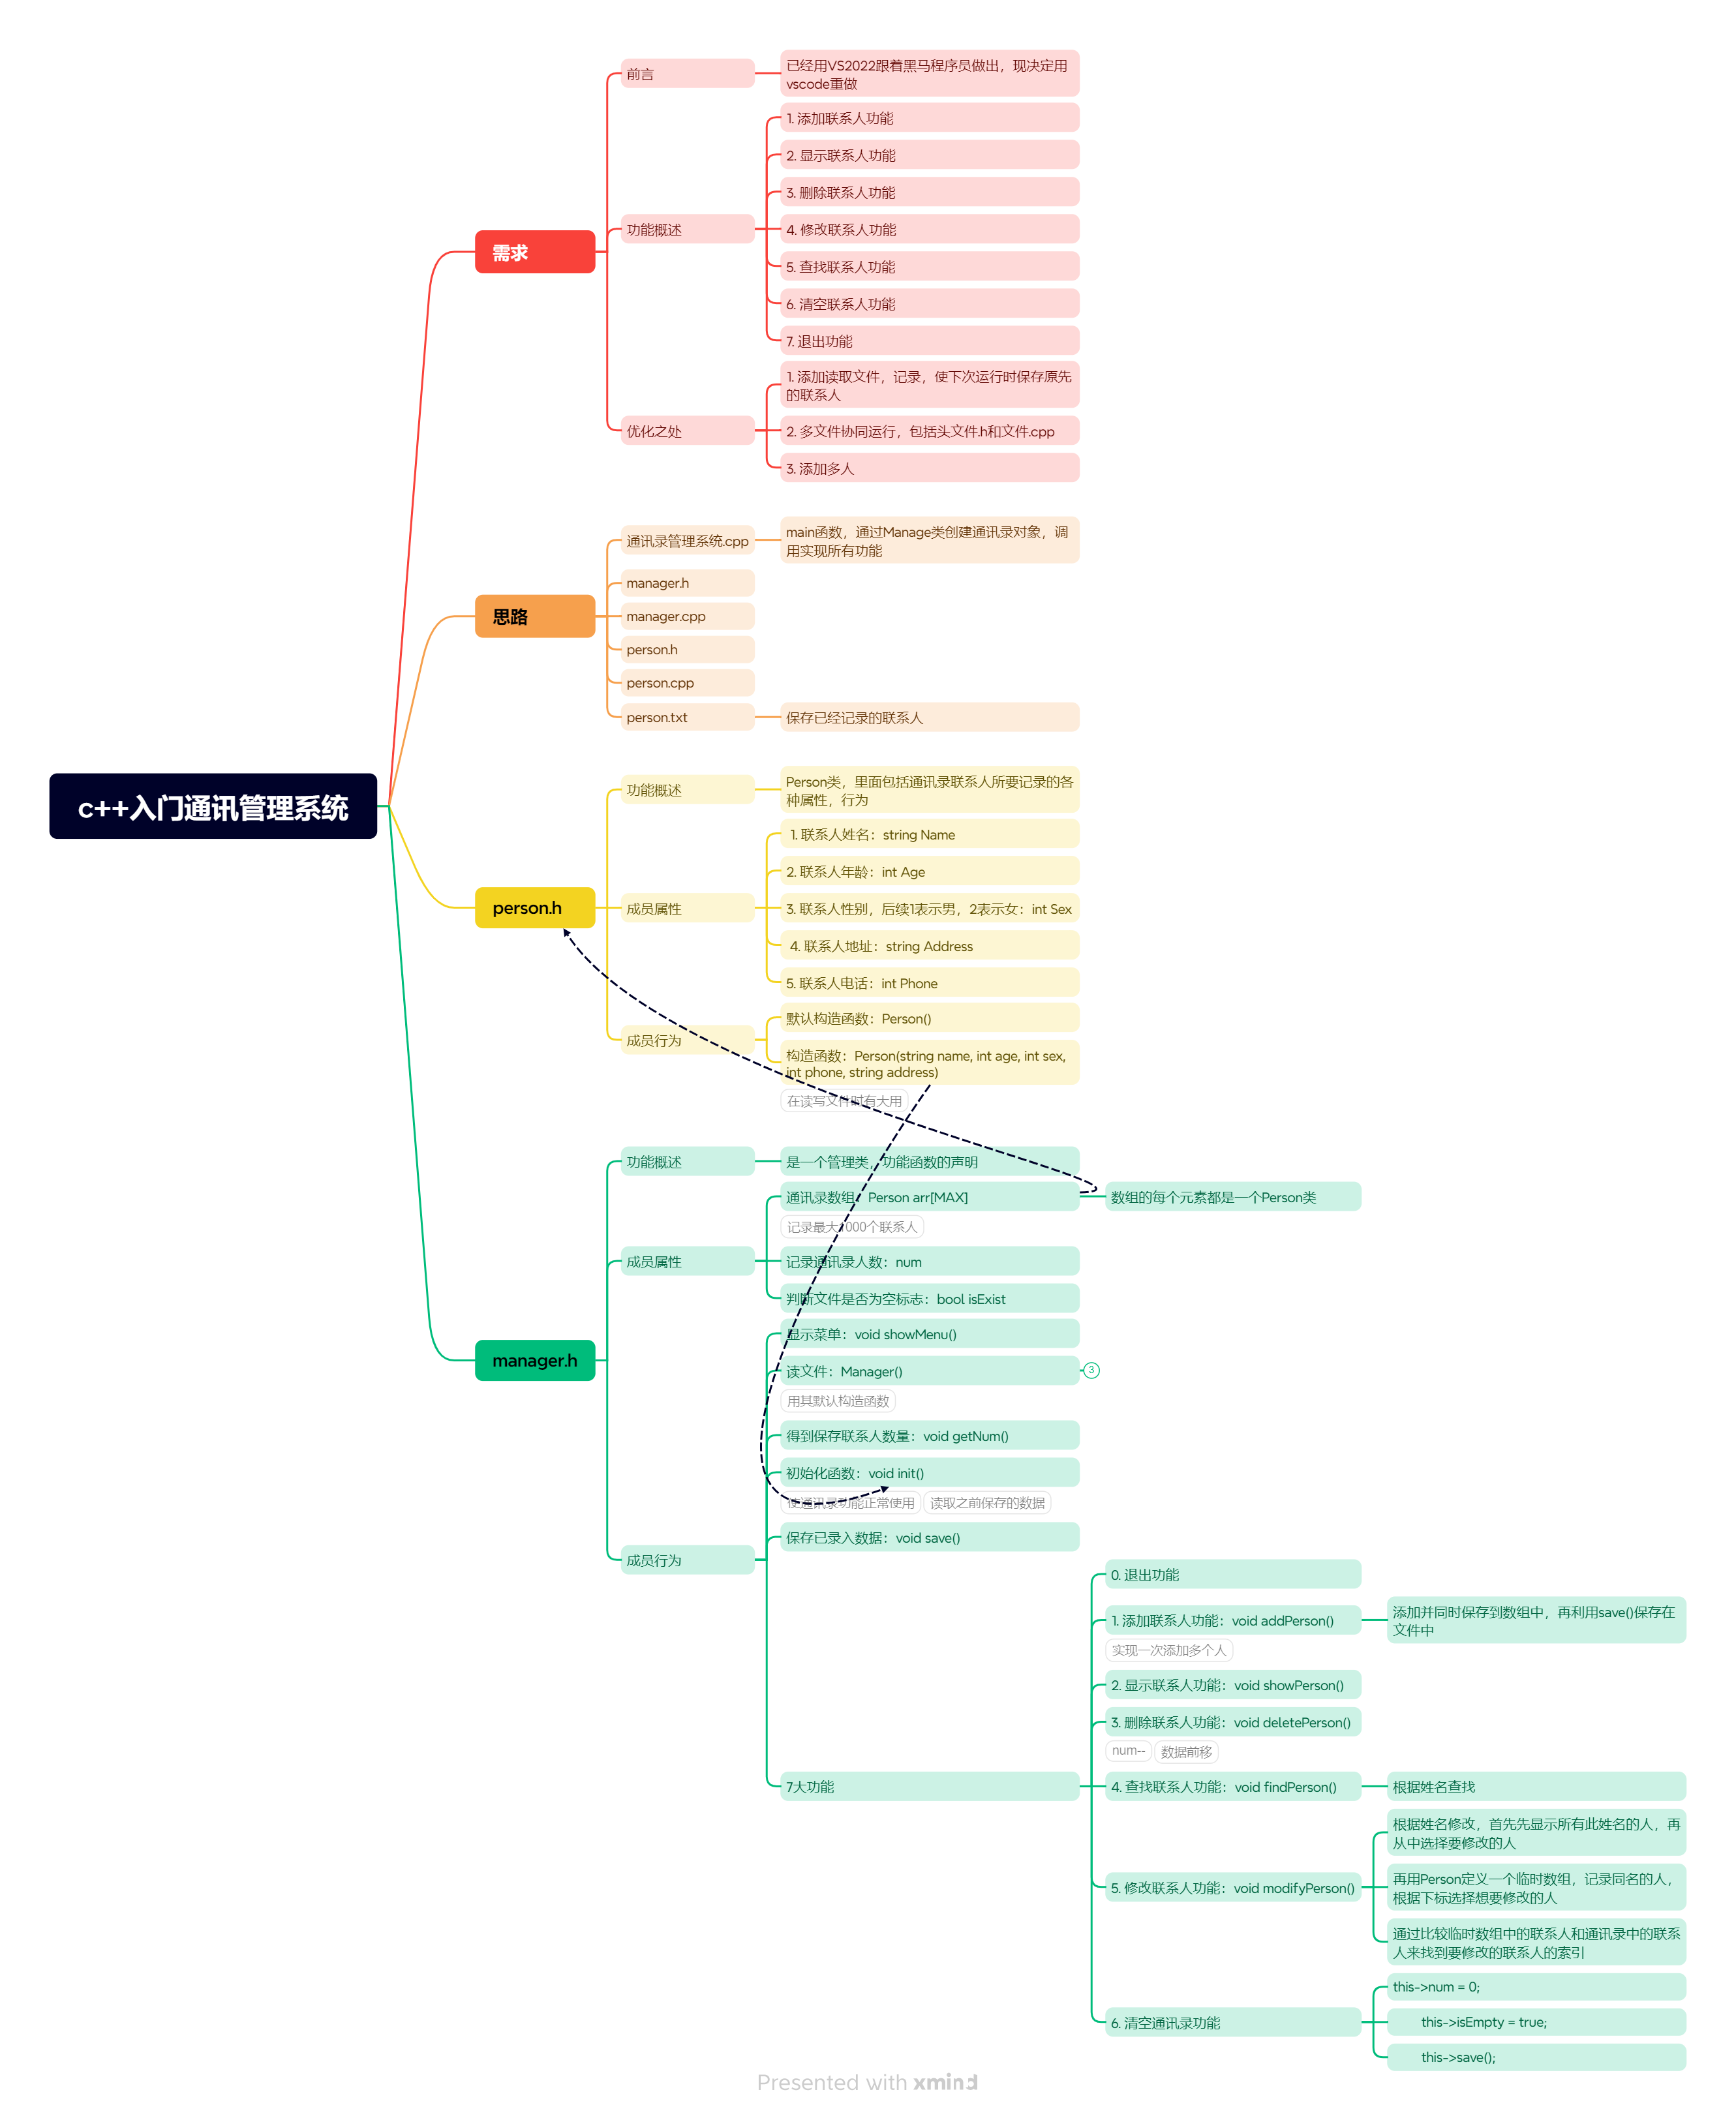 c++入门通讯管理系统
需求
前言
已经用VS2022跟着黑马程序员做出，现决定用
vscode重做
功能概述
1. 添加联系人功能
2. 显示联系人功能
3. 删除联系人功能
4. 修改联系人功能
5. 查找联系人功能
6. 清空联系人功能
7. 退出功能
优化之处
1. 添加读取文件，记录，使下次运行时保存原先
的联系人
2. 多文件协同运行，包括头文件.h和文件.cpp
3. 添加多人
思路
通讯录管理系统.cpp
main函数，通过Manage类创建通讯录对象，调
用实现所有功能
manager.h
manager.cpp
person.h
person.cpp
person.txt
保存已经记录的联系人
person.h
功能概述
Person类，里面包括通讯录联系人所要记录的各
种属性，行为
成员属性
1. 联系人姓名：string Name
2. 联系人年龄：int Age
3. 联系人性别，后续1表示男，2表示女：int Sex
4. 联系人地址：string Address
5. 联系人电话：int Phone
成员行为
默认构造函数：Person()
构造函数：Person(string name, int age, int sex,
int phone, string address)
在读写文件时有大用
manager.h
功能概述
是一个管理类，功能函数的声明
成员属性
通讯录数组：Person arr[MAX]
数组的每个元素都是一个Person类
记录最大1000个联系人
记录通讯录人数：num
判断文件是否为空标志：bool isExist
成员行为
显示菜单：void showMenu()
读文件：Manager()
3
用其默认构造函数
得到保存联系人数量：void getNum()
初始化函数：void init()
使通讯录功能正常使用
读取之前保存的数据
保存已录入数据：void save()
7大功能
0. 退出功能
1. 添加联系人功能：void addPerson()
添加并同时保存到数组中，再利用save()保存在
文件中
实现一次添加多个人
2. 显示联系人功能：void showPerson()
3. 删除联系人功能：void deletePerson()
num--
数据前移
4. 查找联系人功能：void findPerson()
根据姓名查找
5. 修改联系人功能：void modifyPerson()
根据姓名修改，首先先显示所有此姓名的人，再
从中选择要修改的人
再用Person定义一个临时数组，记录同名的人，
根据下标选择想要修改的人
通过比较临时数组中的联系人和通讯录中的联系
人来找到要修改的联系人的索引
6. 清空通讯录功能
this->num = 0;
this->isEmpty = true;
this->save();
Presented with xmind